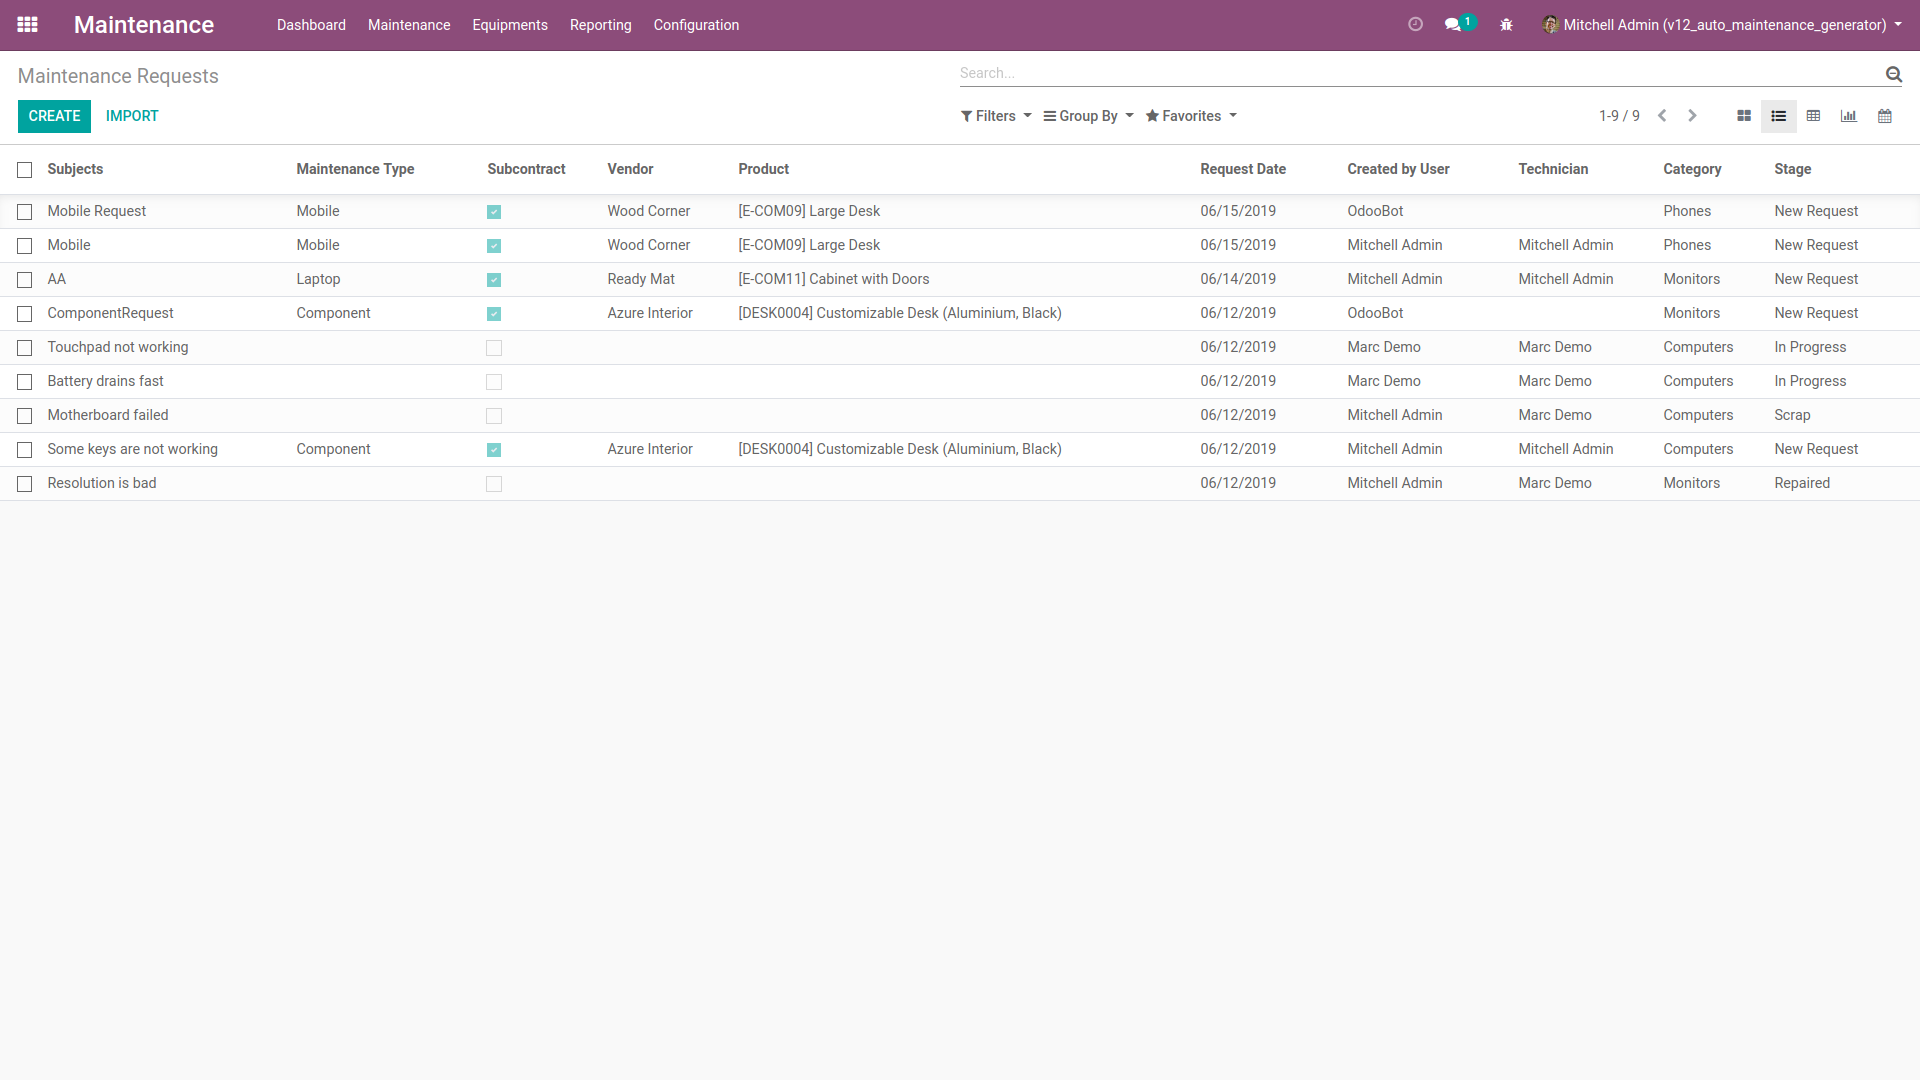 Maintenance Dashboard Maintenance Equipments Reporting Configuration 1 Mitchell Admin (v12_auto_maintenance_generator)
Maintenance Requests Search...
CREATE IMPORT Filters Group By Favorites 1-9 / 9
Subjects Maintenance Type Subcontract Vendor Product Request Date Created by User Technician Category Stage
Mobile Request Mobile Wood Corner [E-COM09] Large Desk 06/15/2019 OdooBot Phones New Request
Mobile Mobile Wood Corner [E-COM09] Large Desk 06/15/2019 Mitchell Admin Mitchell Admin Phones New Request
AA Laptop Ready Mat [E-COM11] Cabinet with Doors 06/14/2019 Mitchell Admin Mitchell Admin Monitors New Request
ComponentRequest Component Azure Interior [DESK0004] Customizable Desk (Aluminium, Black) 06/12/2019 OdooBot Monitors New Request
Touchpad not working 06/12/2019 Marc Demo Marc Demo Computers In Progress
Battery drains fast 06/12/2019 Marc Demo Marc Demo Computers In Progress
Motherboard failed 06/12/2019 Mitchell Admin Marc Demo Computers Scrap
Some keys are not working Component Azure Interior [DESK0004] Customizable Desk (Aluminium, Black) 06/12/2019 Mitchell Admin Mitchell Admin Computers New Request
Resolution is bad 06/12/2019 Mitchell Admin Marc Demo Monitors Repaired